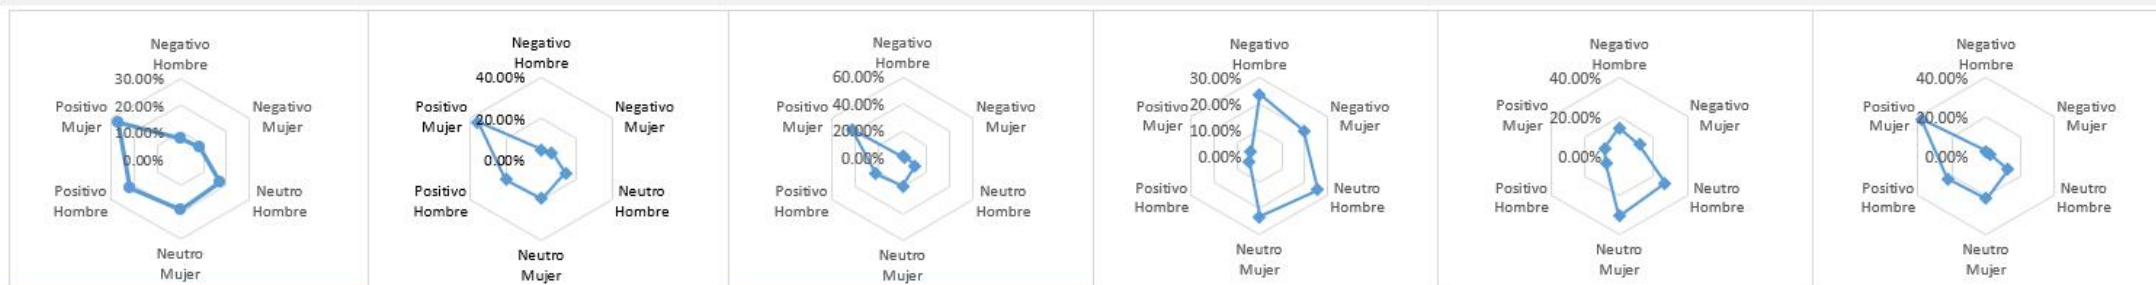 Negativo
Hombre
30.00%
20.00%
10.00%
0.00%
Negativo
Mujer
Neutro
Hombre
Neutro
Mujer
Positivo
Hombre
Positivo
Mujer
Negativo
Hombre
40.00%
20.00%
0.00%
Negativo
Mujer
Neutro
Hombre
Neutro
Mujer
Positivo
Hombre
Positivo
Mujer
Negativo
Hombre
60.00%
40.00%
20.00%
0.00%
Negativo
Mujer
Neutro
Hombre
Neutro
Mujer
Positivo
Hombre
Positivo
Mujer
Negativo
Hombre
30.00%
20.00%
10.00%
0.00%
Negativo
Mujer
Neutro
Hombre
Neutro
Mujer
Positivo
Hombre
Positivo
Mujer
Negativo
Hombre
40.00%
20.00%
0.00%
Negativo
Mujer
Neutro
Hombre
Neutro
Mujer
Positivo
Hombre
Positivo
Mujer
Negativo
Hombre
40.00%
20.00%
0.00%
Negativo
Mujer
Neutro
Hombre
Neutro
Mujer
Positivo
Hombre
Positivo
Mujer